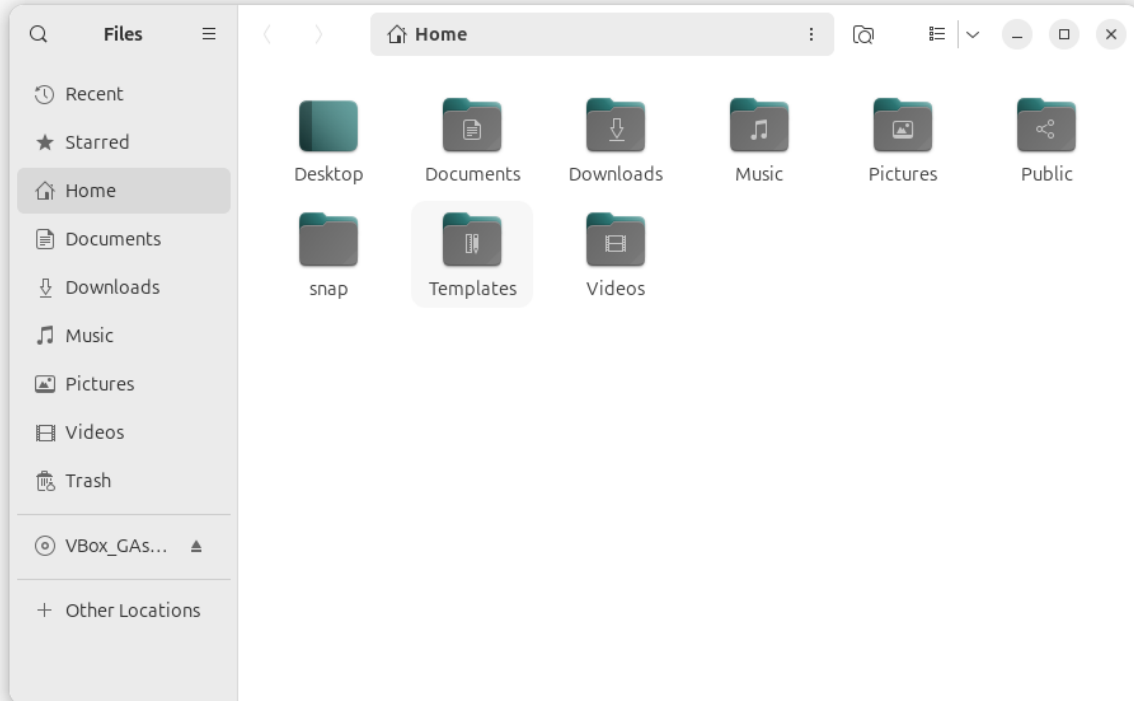 Files
Home
Recent
Starred
Home
Documents
Downloads
Music
Pictures
Videos
Trash
VBox_GAs...
Other Locations
Desktop
Documents
Downloads
Music
Pictures
Public
snap
Templates
Videos